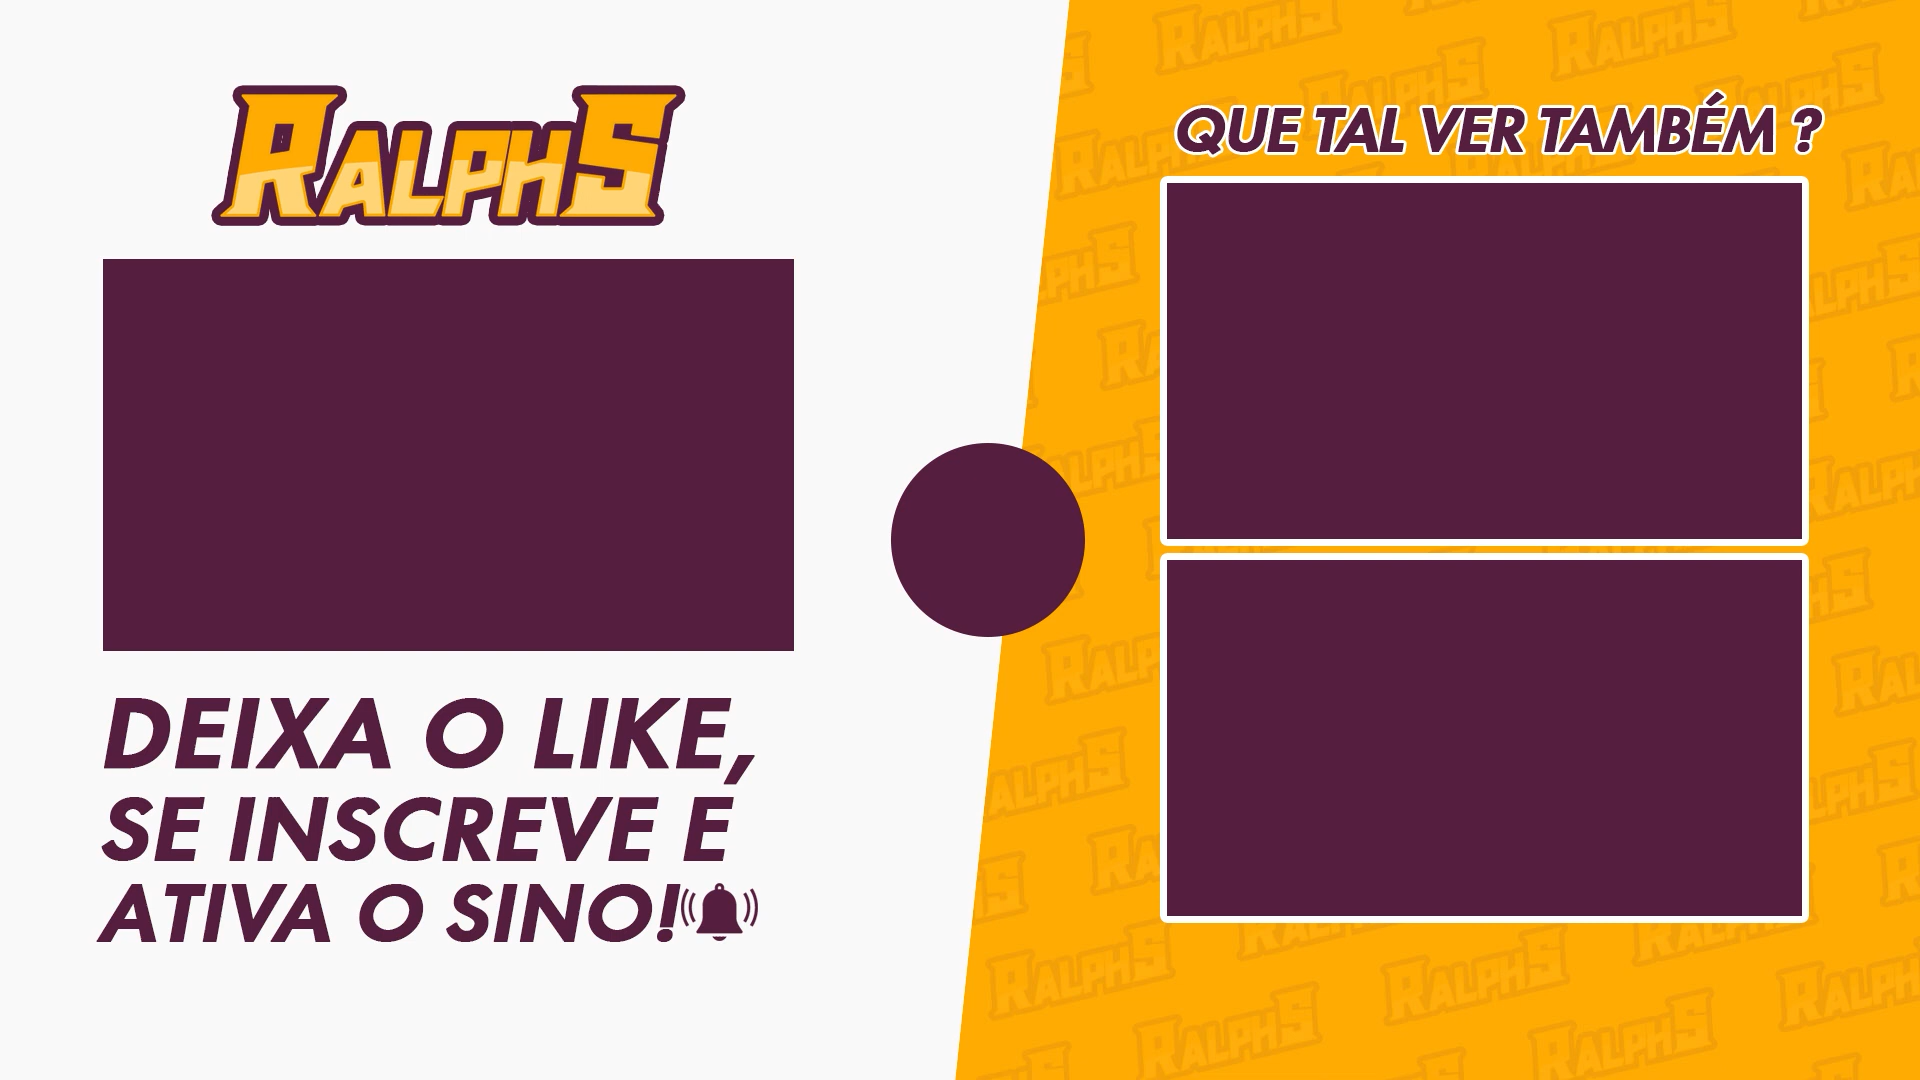 RALPHS
DEIXA O LIKE,
SE INSCREVE E
ATIVA O SINO!
QUE TAL VER TAMBÉM ?